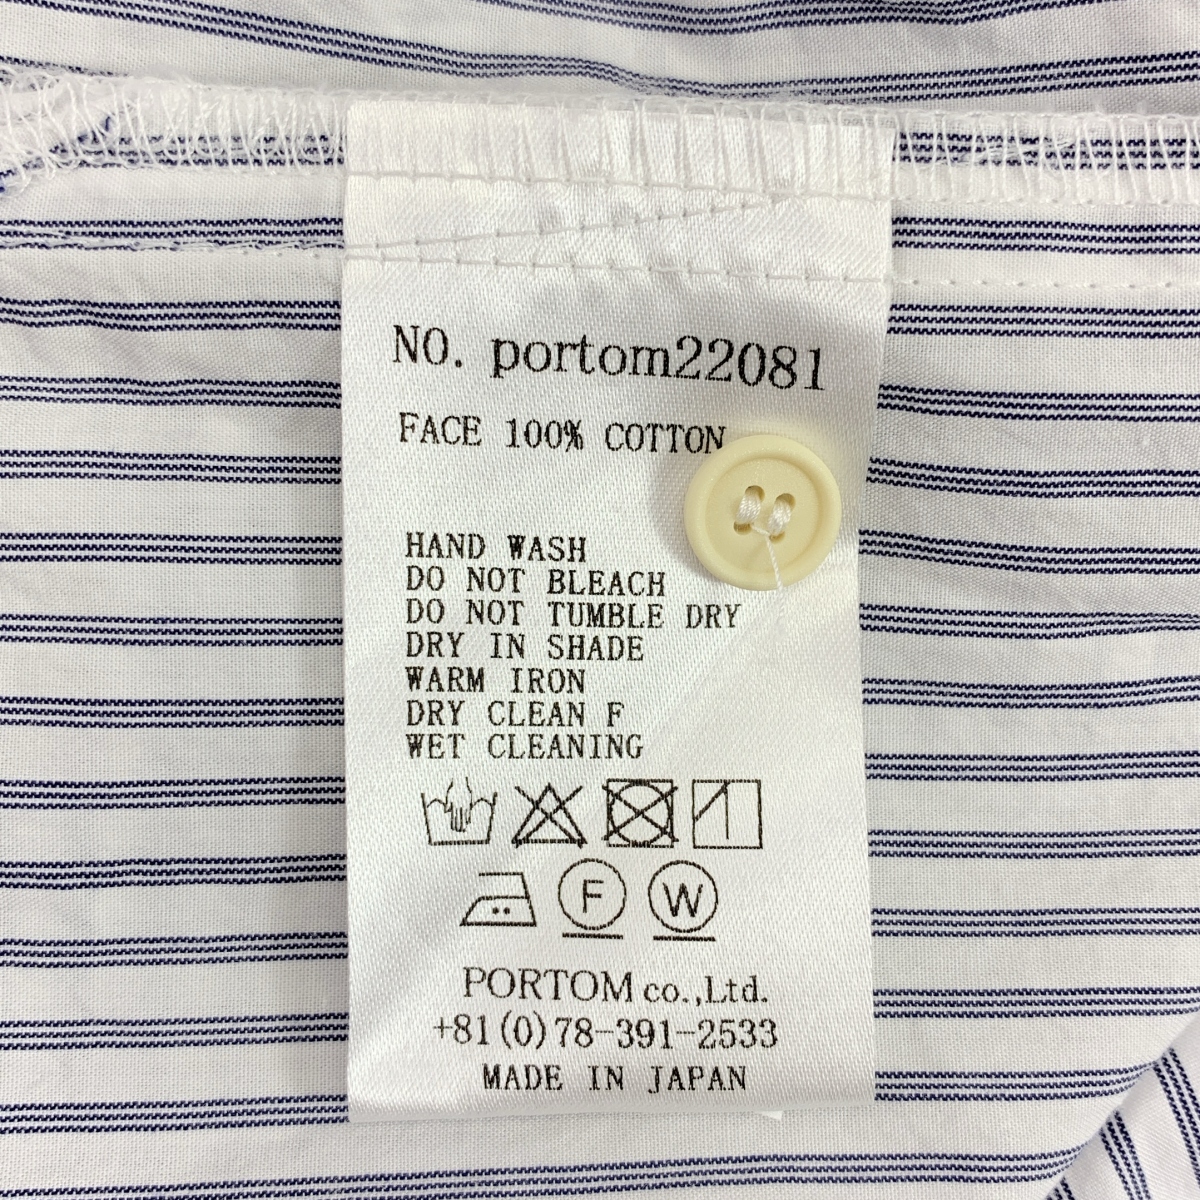 NO. portom22081
FACE 100% COTTON
HAND WASH
DO NOT BLEACH
DO NOT TUMBLE DRY
DRY IN SHADE
WARM IRON
DRY CLEAN F
WET CLEANING
F W
PORTOM co.,Ltd.
+81(0)78-391-2533
MADE IN JAPAN